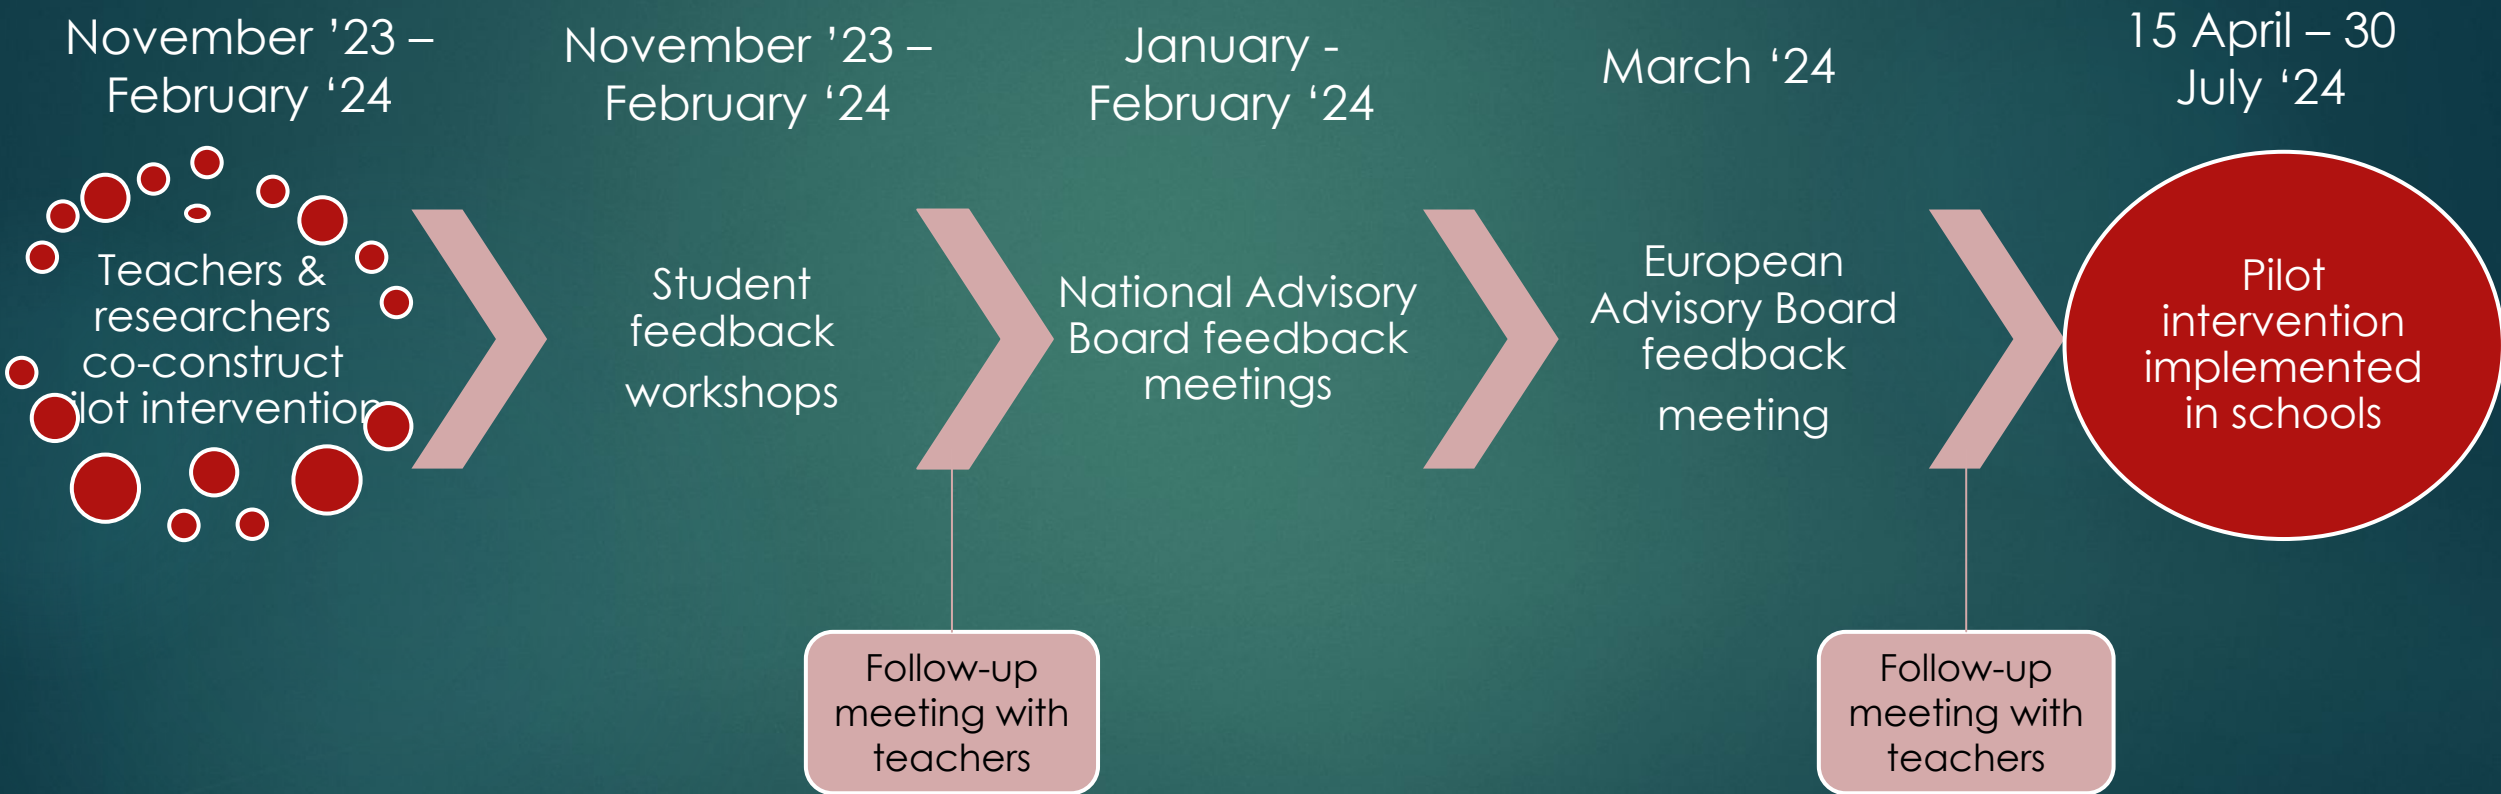 November ’23 –
February ‘24
November ’23 –
February ‘24
January -
February ‘24
March ‘24
15 April – 30
July ‘24
Teachers &
researchers
co-construct
ilot intervention
Student
feedback
workshops
National Advisory
Board feedback
meetings
European
Advisory Board
feedback
meeting
Pilot
intervention
implemented
in schools
Follow-up
meeting with
teachers
Follow-up
meeting with
teachers